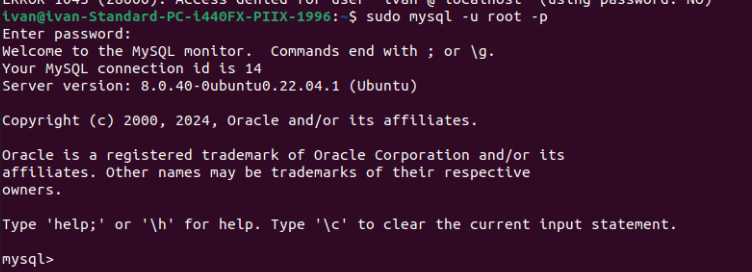 ERROR 1045 (28000): Access denied for user 'ivan'@'localhost' (using password: NO)
ivan@ivan-Standard-PC-i440FX-PIIX-1996:~$ sudo mysql -u root -p
Enter password:
Welcome to the MySQL monitor.  Commands end with ; or \g.
Your MySQL connection id is 14
Server version: 8.0.40-0ubuntu0.22.04.1 (Ubuntu)
Copyright (c) 2000, 2024, Oracle and/or its affiliates.
Oracle is a registered trademark of Oracle Corporation and/or its
affiliates. Other names may be trademarks of their respective
owners.
Type 'help;' or '\h' for help. Type '\c' to clear the current input statement.
mysql>